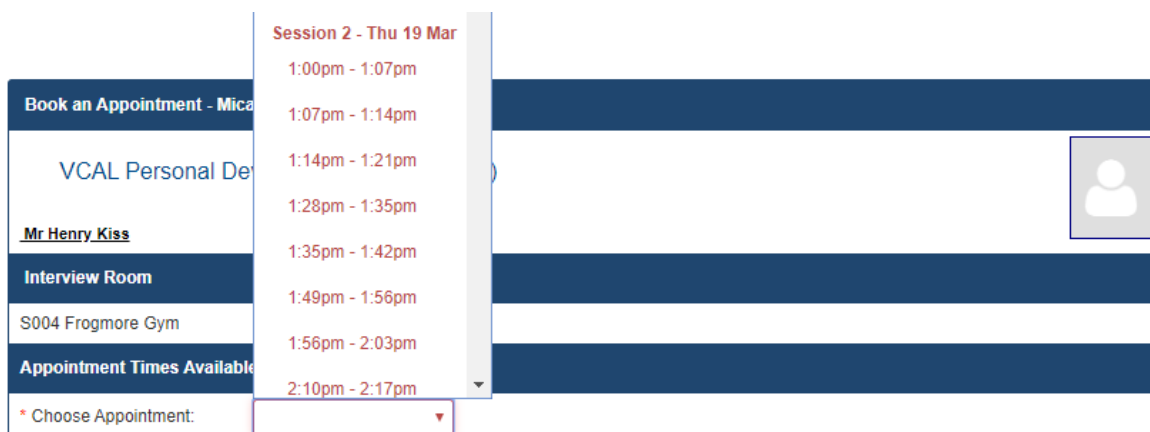 Session 2 - Thu 19 Mar
1:00pm - 1:07pm
1:07pm - 1:14pm
1:14pm - 1:21pm
1:28pm - 1:35pm
1:35pm - 1:42pm
1:49pm - 1:56pm
1:56pm - 2:03pm
2:10pm - 2:17pm
Book an Appointment - Mica
VCAL Personal De )
Mr Henry Kiss
Interview Room
S004 Frogmore Gym
Appointment Times Available
* Choose Appointment: